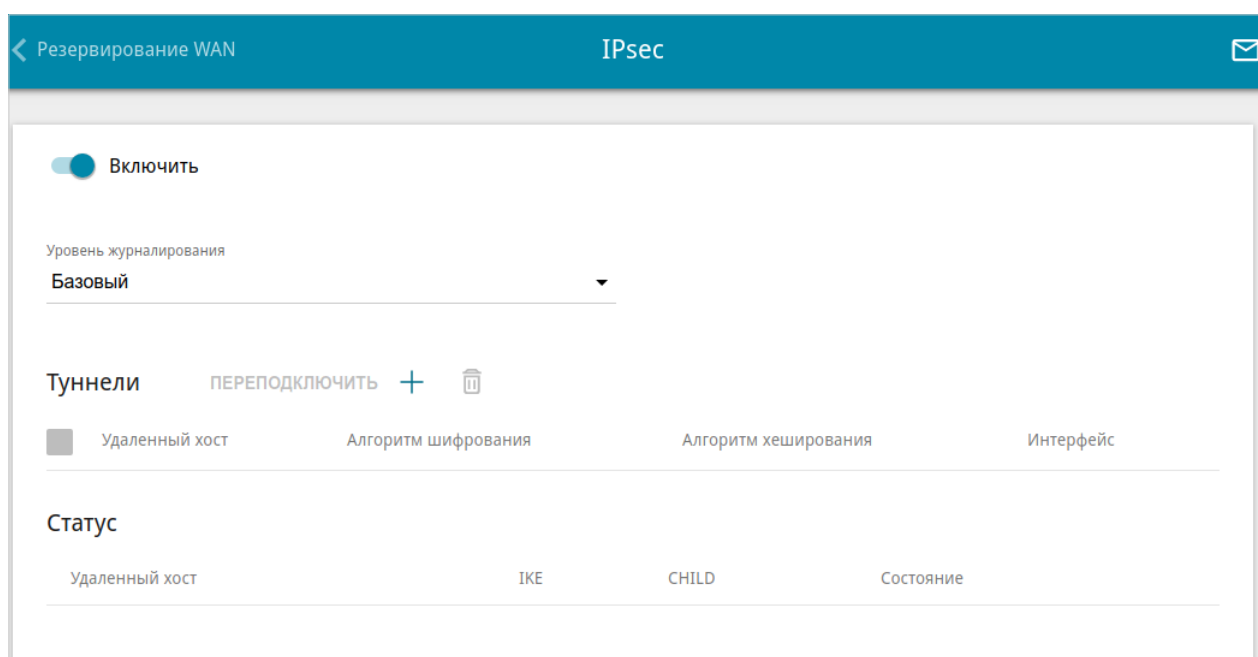 Резервирование WAN
IPsec
Включить
Уровень журналирования
Базовый
Туннели ПЕРЕПОДКЛЮЧИТЬ
Удаленный хост Алгоритм шифрования Алгоритм хеширования Интерфейс
Статус
Удаленный хост IKE CHILD Состояние